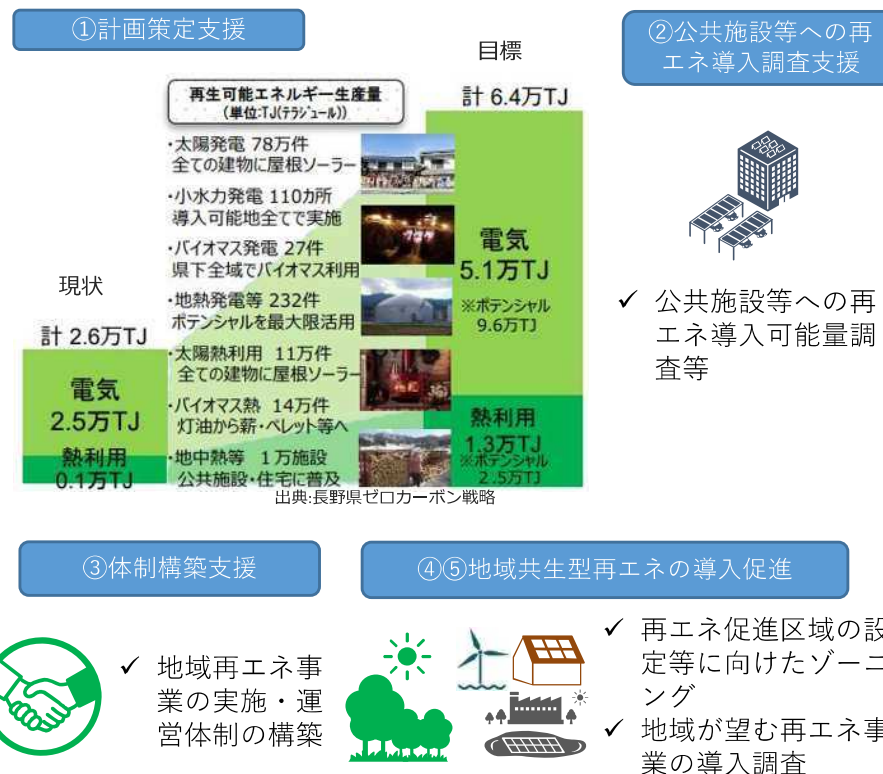 ①計画策定支援
目標
計 6.4万TJ
再生可能エネルギー生産量
(単位:TJ(テラジュール))
・太陽発電 78万件
全ての建物に屋根ソーラー
・小水力発電 110カ所
導入可能地全てで実施
・バイオマス発電 27件
県下全域でバイオマス利用
・地熱発電等 232件
ポテンシャルを最大限活用
・太陽熱利用 11万件
全ての建物に屋根ソーラー
・バイオマス熱 14万件
灯油から薪・ペレット等へ
・地中熱等 1万施設
公共施設・住宅に普及
現状
計 2.6万TJ
電気
2.5万TJ
熱利用
0.1万TJ
電気
5.1万TJ
※ポテンシャル
9.6万TJ
熱利用
1.3万TJ
※ポテンシャル
2.5万TJ
出典:長野県ゼロカーボン戦略
②公共施設等への再
エネ導入調査支援
✓ 公共施設等への再
エネ導入可能量調
査等
③体制構築支援
✓ 地域再エネ事
業の実施・運
営体制の構築
④⑤地域共生型再エネの導入促進
✓ 再エネ促進区域の設
定等に向けたゾーニ
ング
✓ 地域が望む再エネ事
業の導入調査